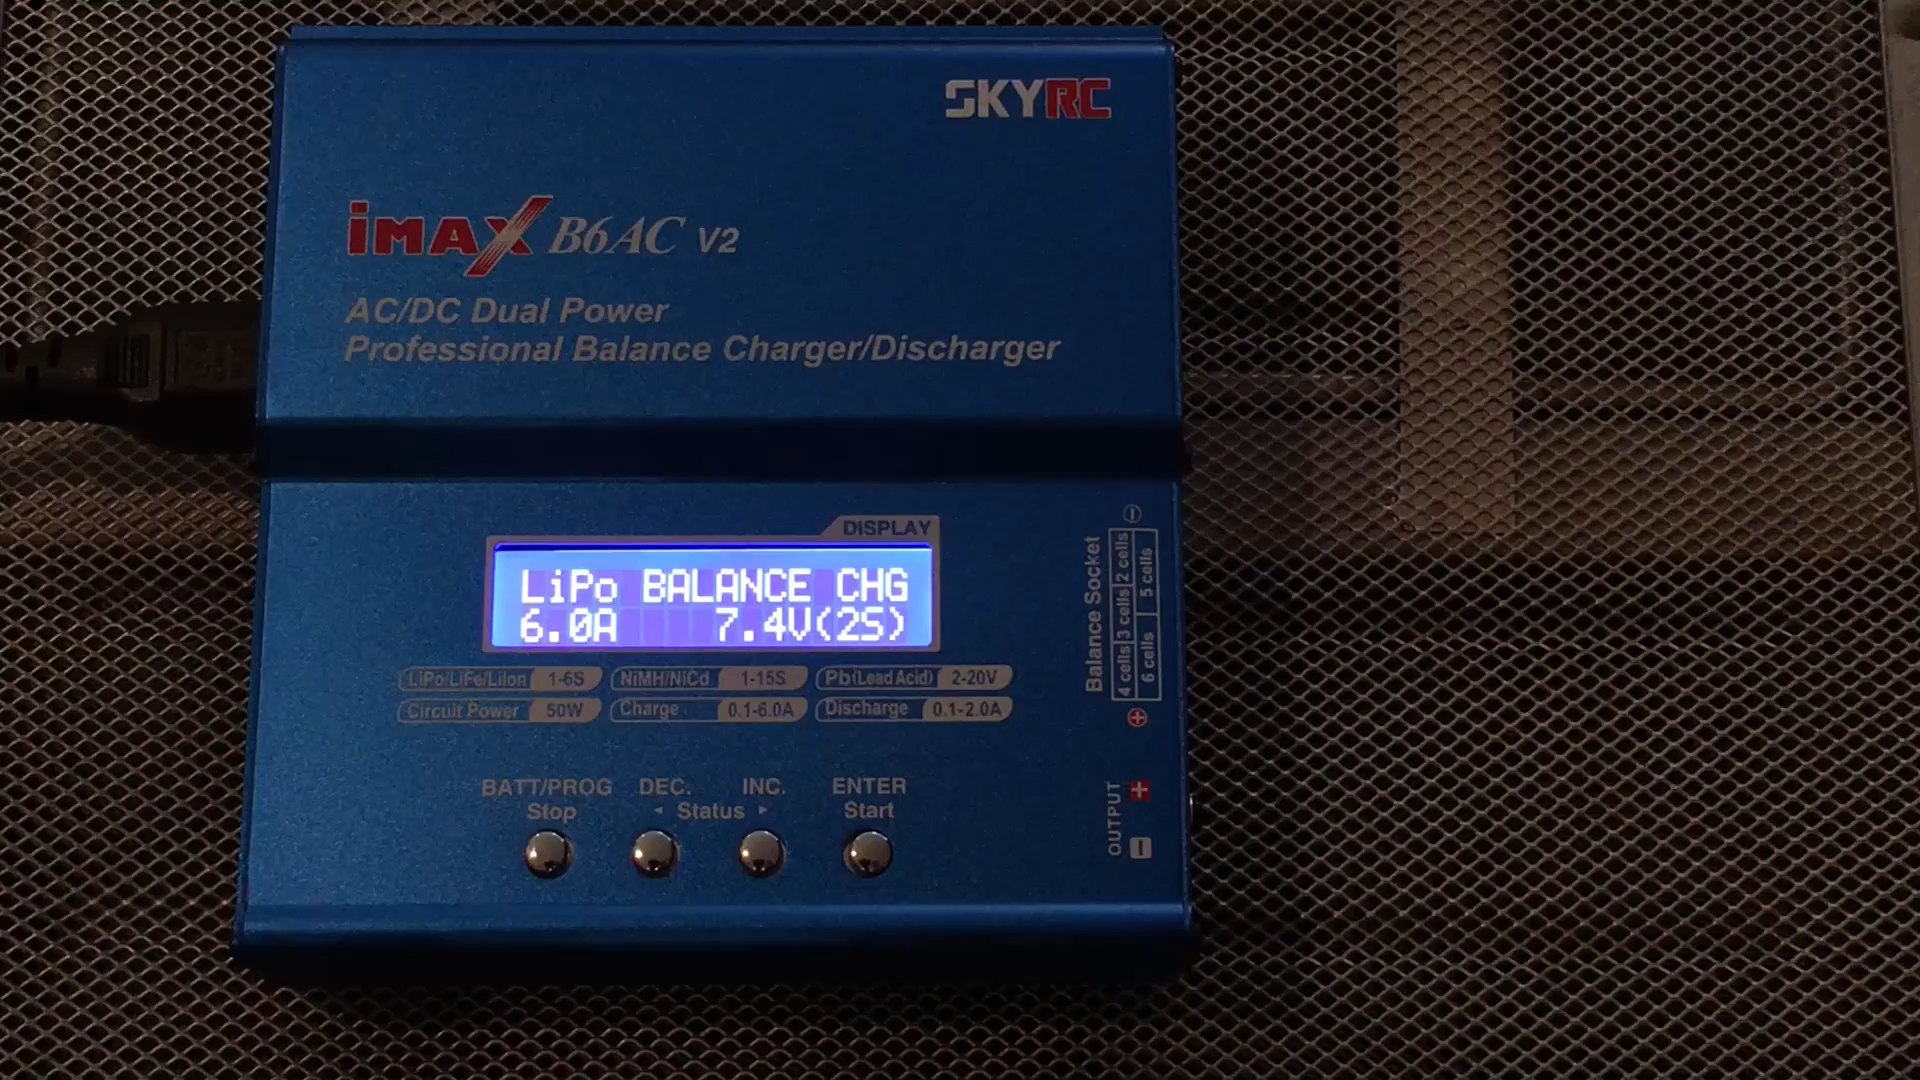 SKYRC
iMAX B6AC V2
AC/DC Dual Power
Professional Balance Charger/Discharger
DISPLAY
LiPo BALANCE CHG
6.0A 7.4V(2S)
LiPo/LiFe/LiIon 1-6S NiMH/NiCd 1-15S Pb(Lead Acid) 2-20V
Circuit Power 50W Charge 0.1-6.0A Discharge 0.1-2.0A
BATT/PROG DEC. INC. ENTER
Stop ◂ Status ▸ Start
Balance Socket
4 cells 3 cells 2 cells
6 cells 5 cells
OUTPUT